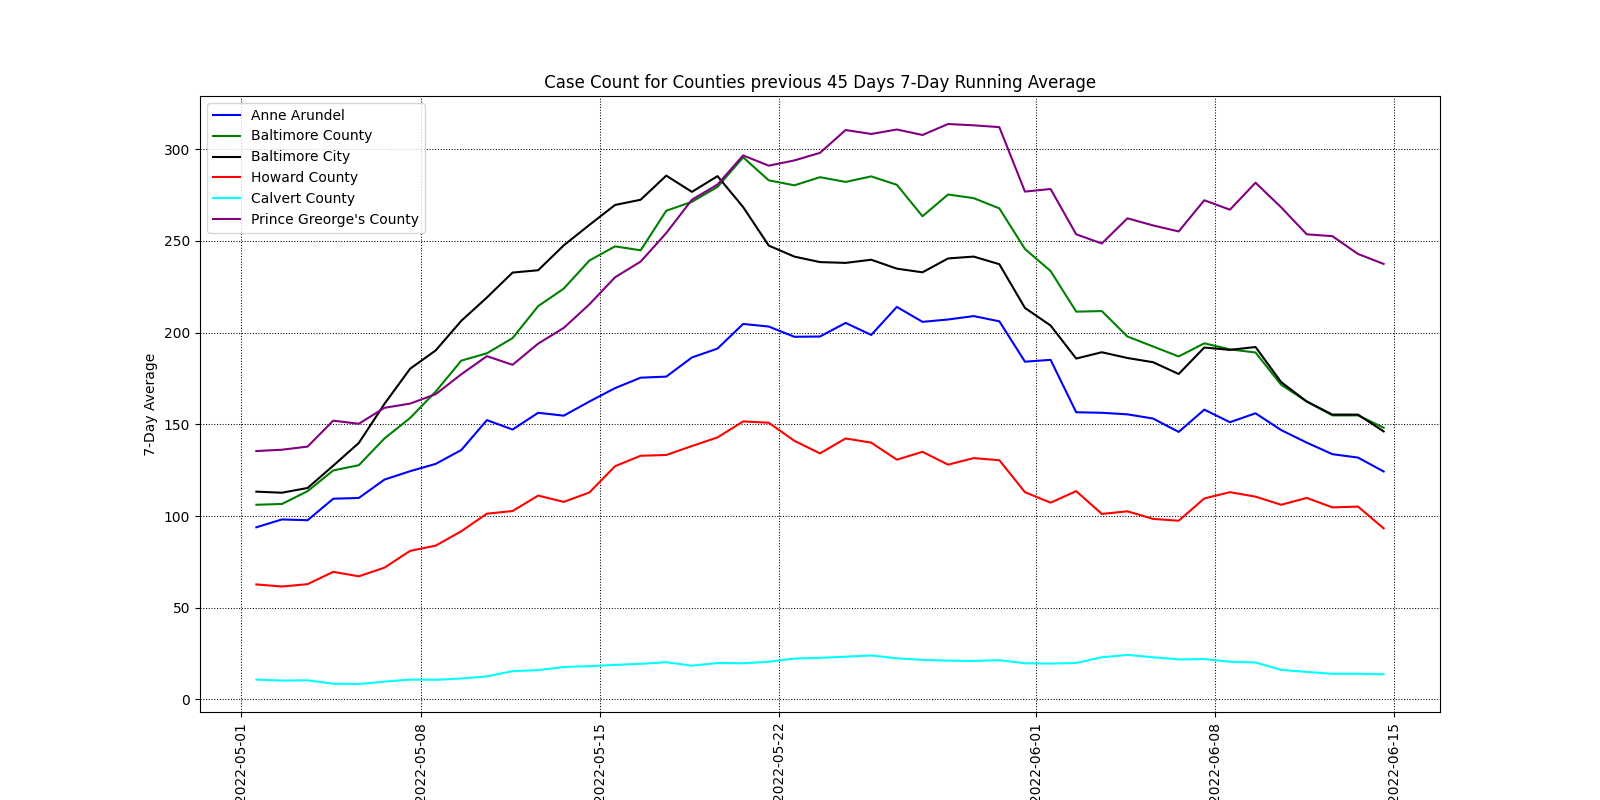 Case Count for Counties previous 45 Days 7-Day Running Average
Anne Arundel
Baltimore County
Baltimore City
Howard County
Calvert County
Prince Greorge's County
7-Day Average
300
250
200
150
100
50
0
2022-05-01
2022-05-08
2022-05-15
2022-05-22
2022-06-01
2022-06-08
2022-06-15